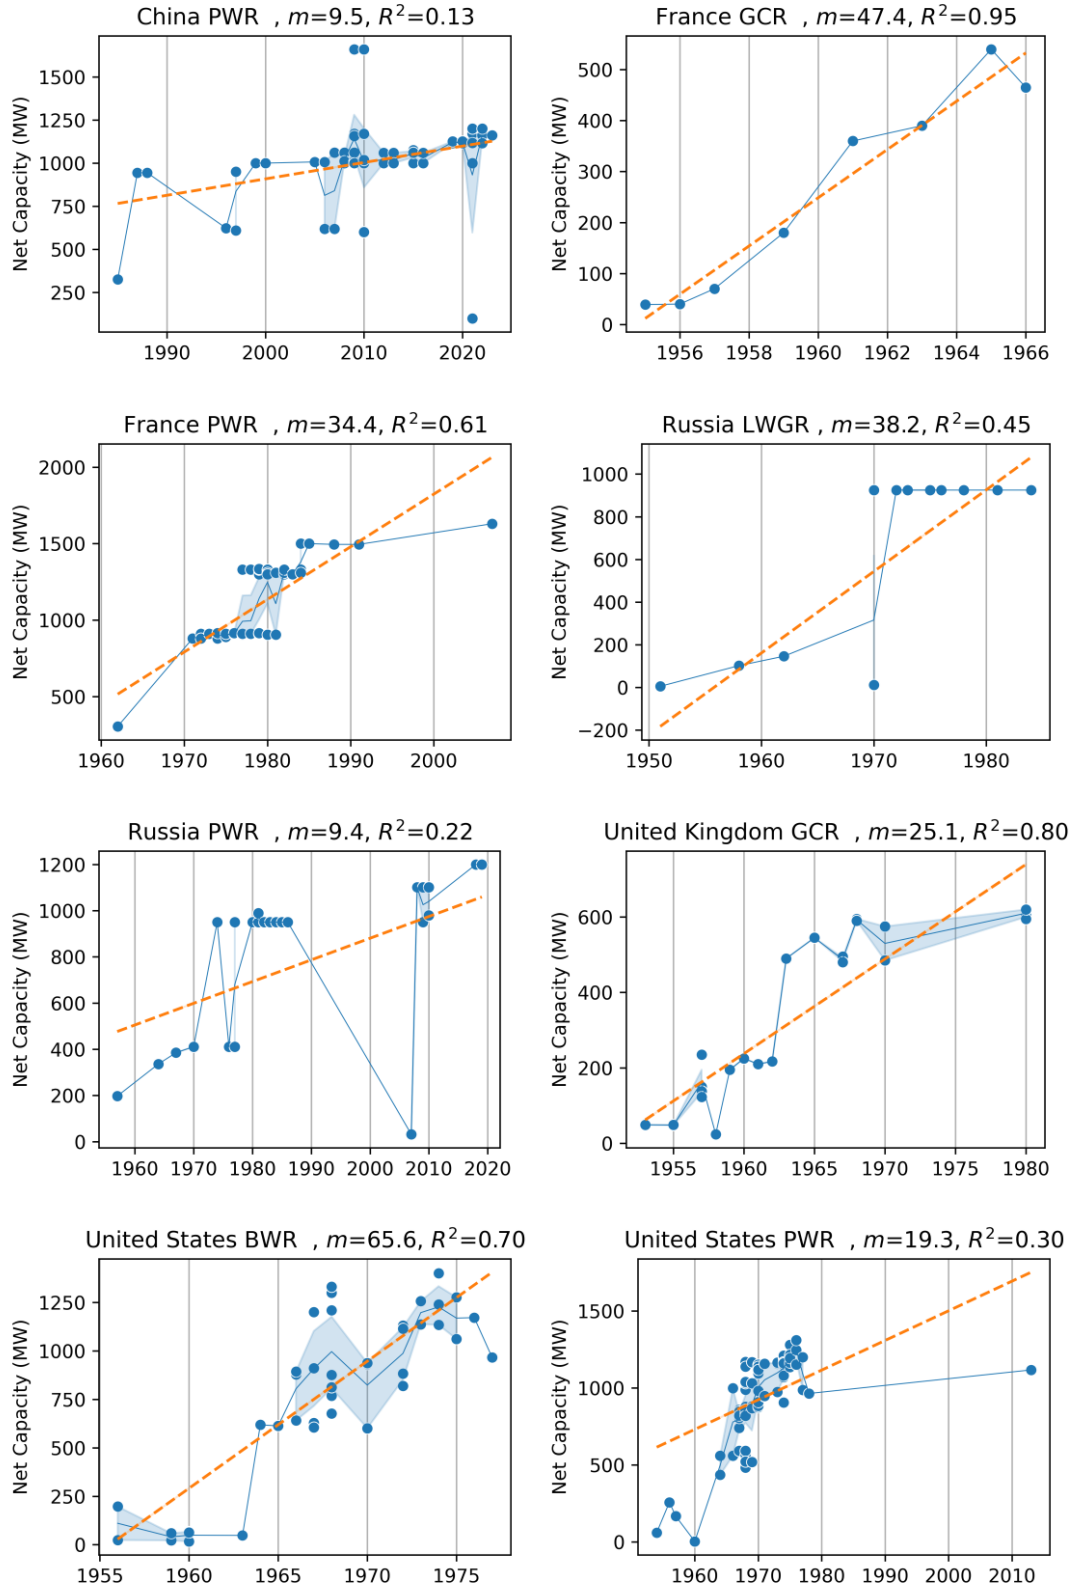 China PWR , m=9.5, R²=0.13
Net Capacity (MW)
1500
1250
1000
750
500
250
1990 2000 2010 2020
France GCR , m=47.4, R²=0.95
Net Capacity (MW)
500
400
300
200
100
0
1956 1958 1960 1962 1964 1966
France PWR , m=34.4, R²=0.61
Net Capacity (MW)
2000
1500
1000
500
1960 1970 1980 1990 2000
Russia LWGR , m=38.2, R²=0.45
Net Capacity (MW)
1000
800
600
400
200
0
−200
1950 1960 1970 1980
Russia PWR , m=9.4, R²=0.22
Net Capacity (MW)
1200
1000
800
600
400
200
0
1960 1970 1980 1990 2000 2010 2020
United Kingdom GCR , m=25.1, R²=0.80
Net Capacity (MW)
600
400
200
0
1955 1960 1965 1970 1975 1980
United States BWR , m=65.6, R²=0.70
Net Capacity (MW)
1250
1000
750
500
250
0
1955 1960 1965 1970 1975
United States PWR , m=19.3, R²=0.30
Net Capacity (MW)
1500
1000
500
0
1960 1970 1980 1990 2000 2010